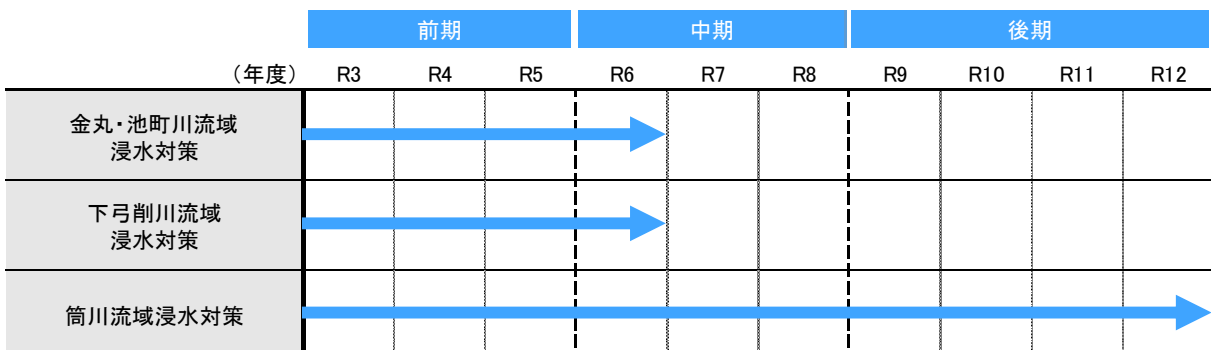 前期 中期 後期
（年度） R3 R4 R5 R6 R7 R8 R9 R10 R11 R12
金丸・池町川流域
浸水対策
下弓削川流域
浸水対策
筒川流域浸水対策